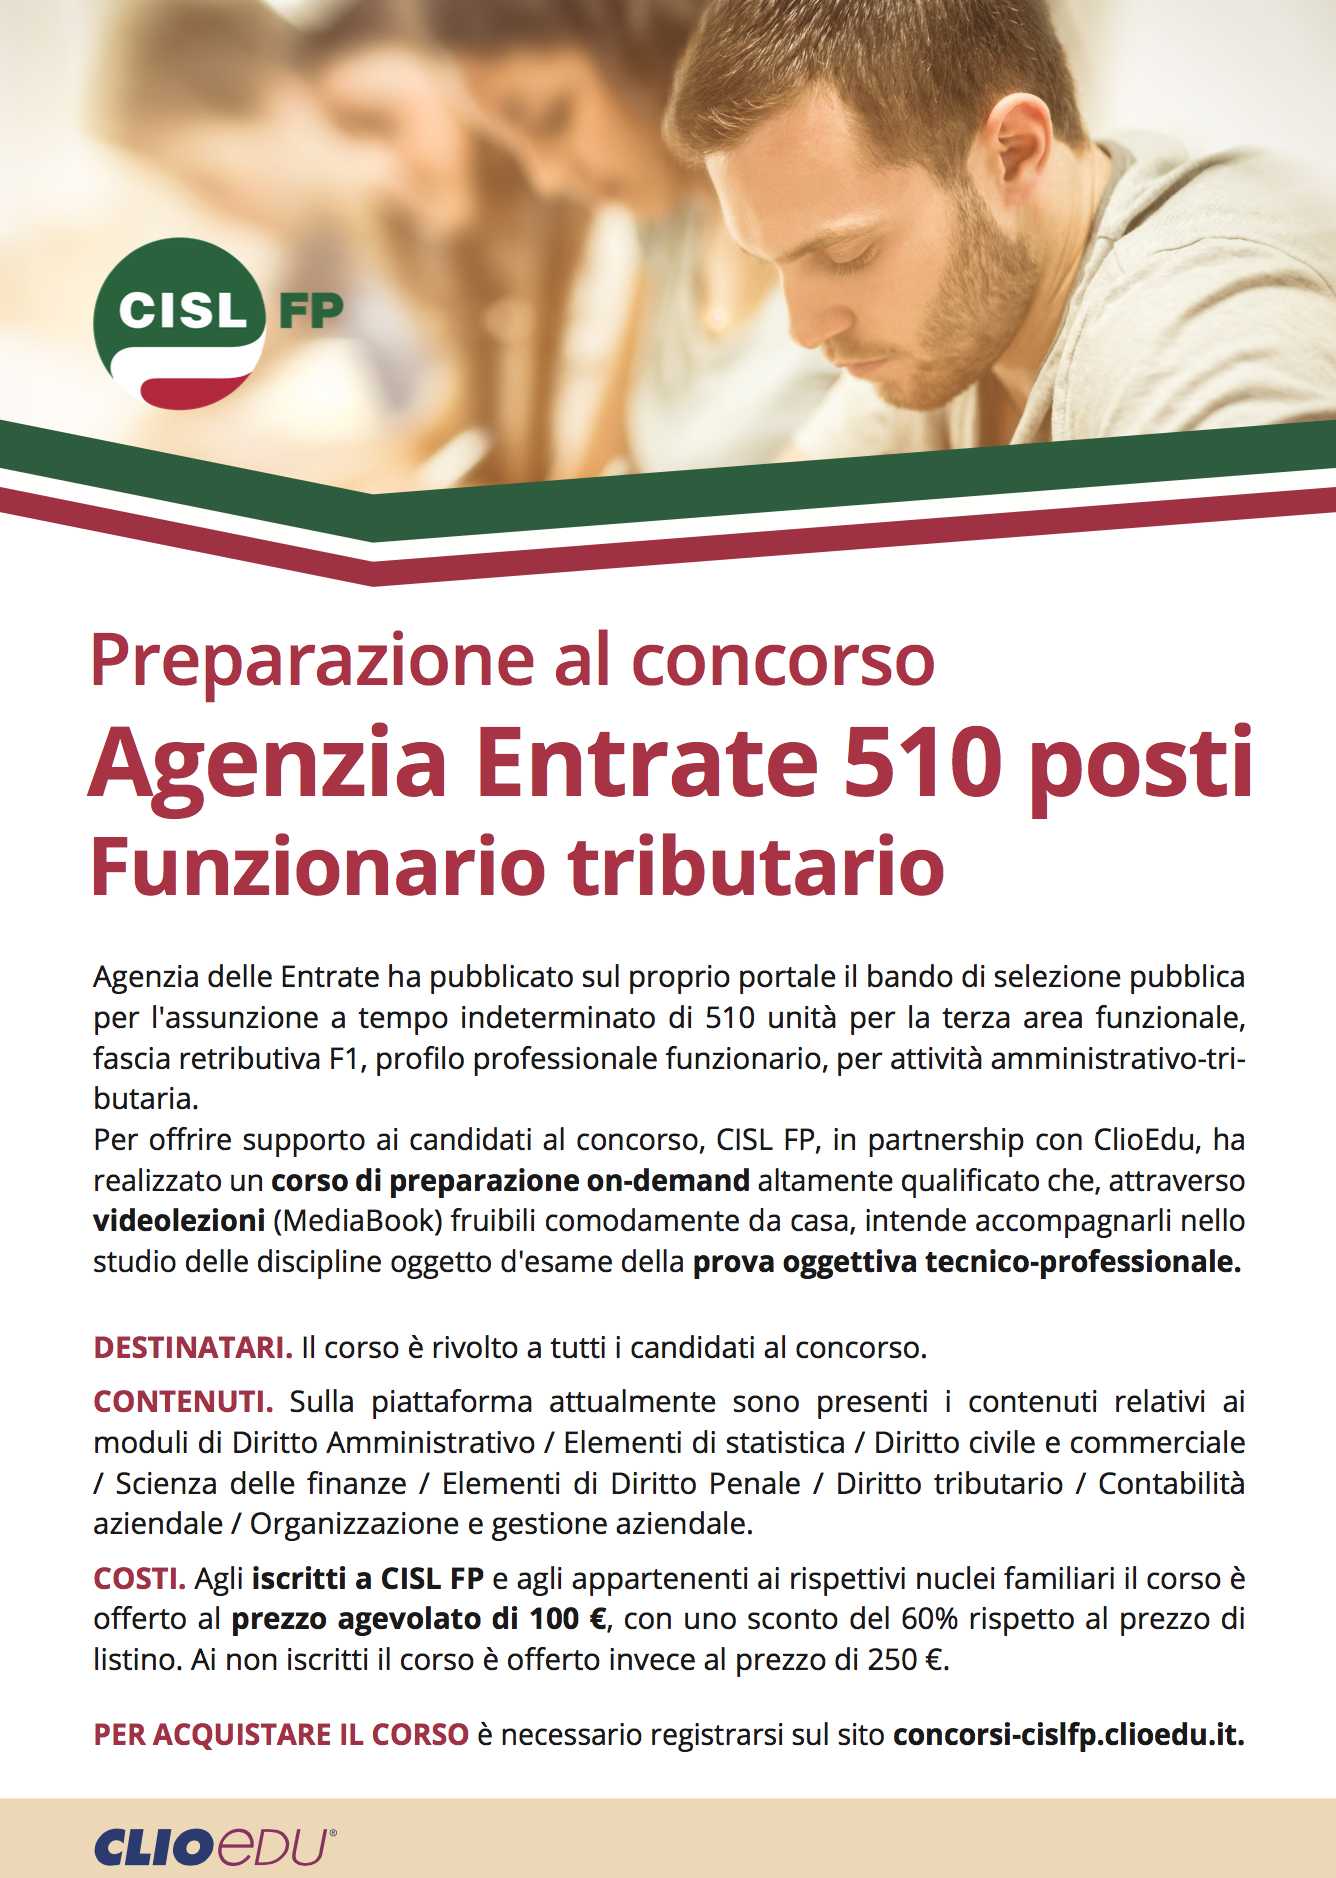 CISL FP
Preparazione al concorso
Agenzia Entrate 510 posti
Funzionario tributario
Agenzia delle Entrate ha pubblicato sul proprio portale il bando di selezione pubblica
per l'assunzione a tempo indeterminato di 510 unità per la terza area funzionale,
fascia retributiva F1, profilo professionale funzionario, per attività amministrativo-tri-
butaria.
Per offrire supporto ai candidati al concorso, CISL FP, in partnership con ClioEdu, ha
realizzato un corso di preparazione on-demand altamente qualificato che, attraverso
videolezioni (MediaBook) fruibili comodamente da casa, intende accompagnarli nello
studio delle discipline oggetto d'esame della prova oggettiva tecnico-professionale.
DESTINATARI. Il corso è rivolto a tutti i candidati al concorso.
CONTENUTI. Sulla piattaforma attualmente sono presenti i contenuti relativi ai
moduli di Diritto Amministrativo / Elementi di statistica / Diritto civile e commerciale
/ Scienza delle finanze / Elementi di Diritto Penale / Diritto tributario / Contabilità
aziendale / Organizzazione e gestione aziendale.
COSTI. Agli iscritti a CISL FP e agli appartenenti ai rispettivi nuclei familiari il corso è
offerto al prezzo agevolato di 100 €, con uno sconto del 60% rispetto al prezzo di
listino. Ai non iscritti il corso è offerto invece al prezzo di 250 €.
PER ACQUISTARE IL CORSO è necessario registrarsi sul sito concorsi-cislfp.clioedu.it.
CLIOEDU®